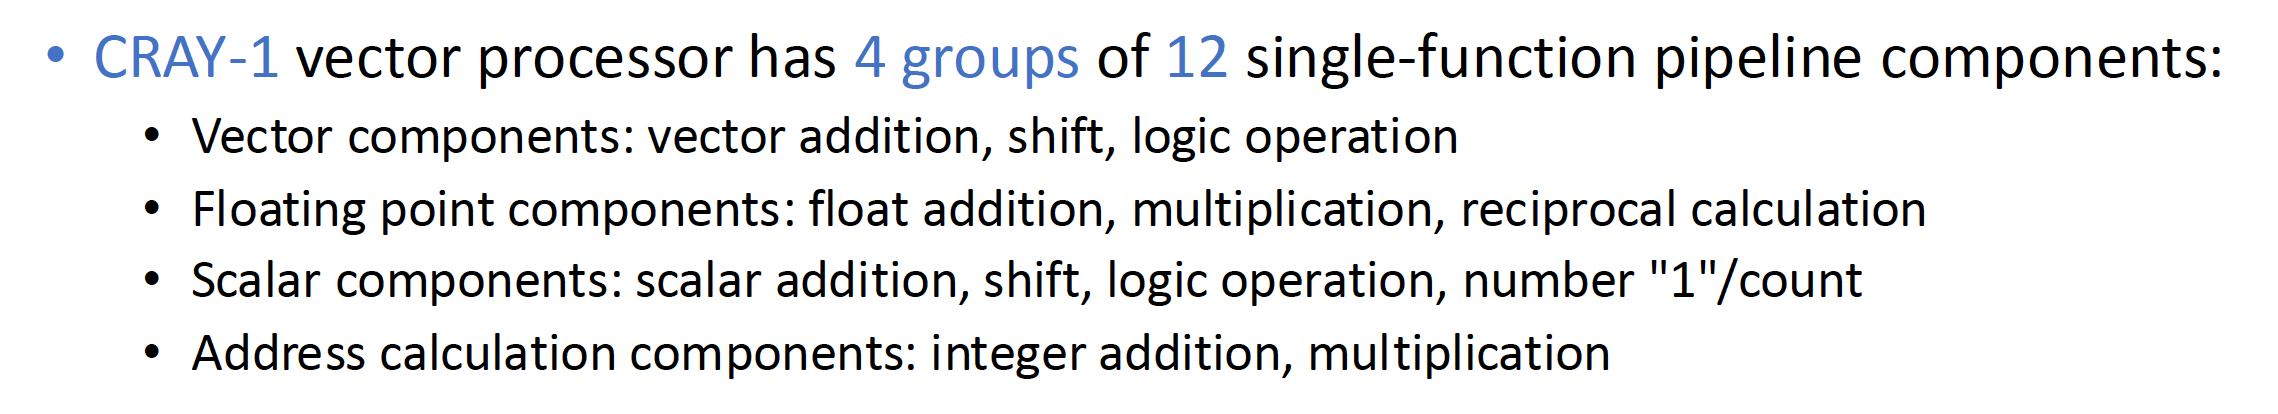 • CRAY-1 vector processor has 4 groups of 12 single-function pipeline components:
• Vector components: vector addition, shift, logic operation
• Floating point components: float addition, multiplication, reciprocal calculation
• Scalar components: scalar addition, shift, logic operation, number "1"/count
• Address calculation components: integer addition, multiplication